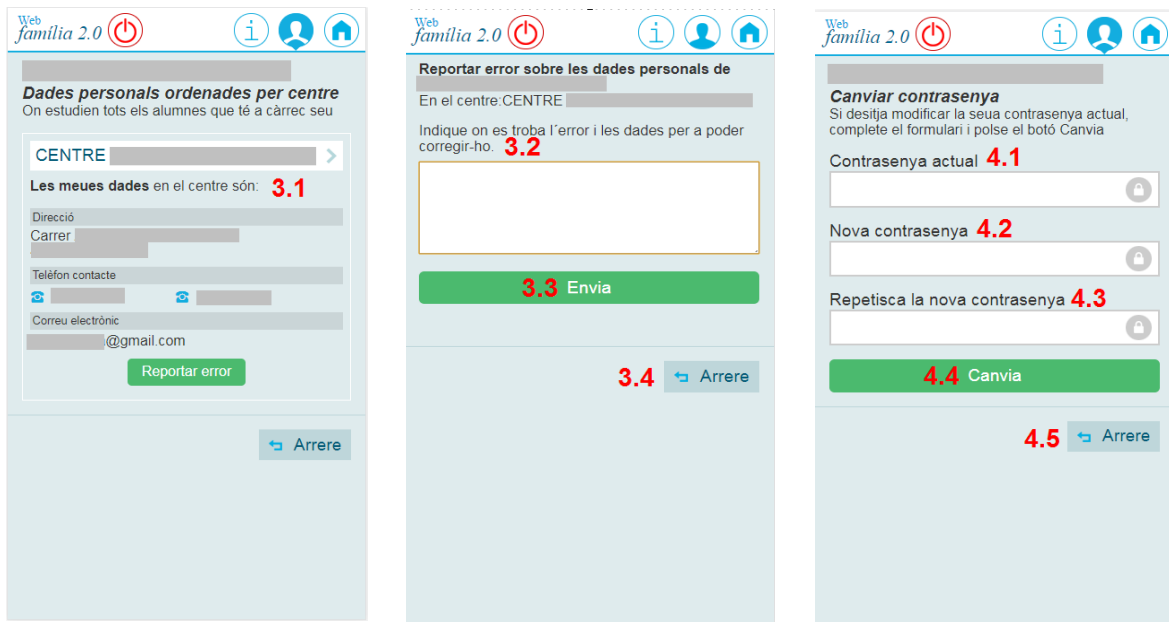 Web
família 2.0
Dades personals ordenades per centre
On estudien tots els alumnes que té a càrrec seu
CENTRE
Les meues dades en el centre són: 3.1
Direcció
Carrer
Telèfon contacte
Correu electrònic
@gmail.com
Reportar error
Arrere
Web
família 2.0
Reportar error sobre les dades personals de
En el centre:CENTRE
Indique on es troba l´error i les dades per a poder
corregir-ho. 3.2
3.3 Envia
3.4 Arrere
Web
família 2.0
Canviar contrasenya
Si desitja modificar la seua contrasenya actual,
complete el formulari i polse el botó Canvia
Contrasenya actual 4.1
Nova contrasenya 4.2
Repetisca la nova contrasenya 4.3
4.4 Canvia
4.5 Arrere